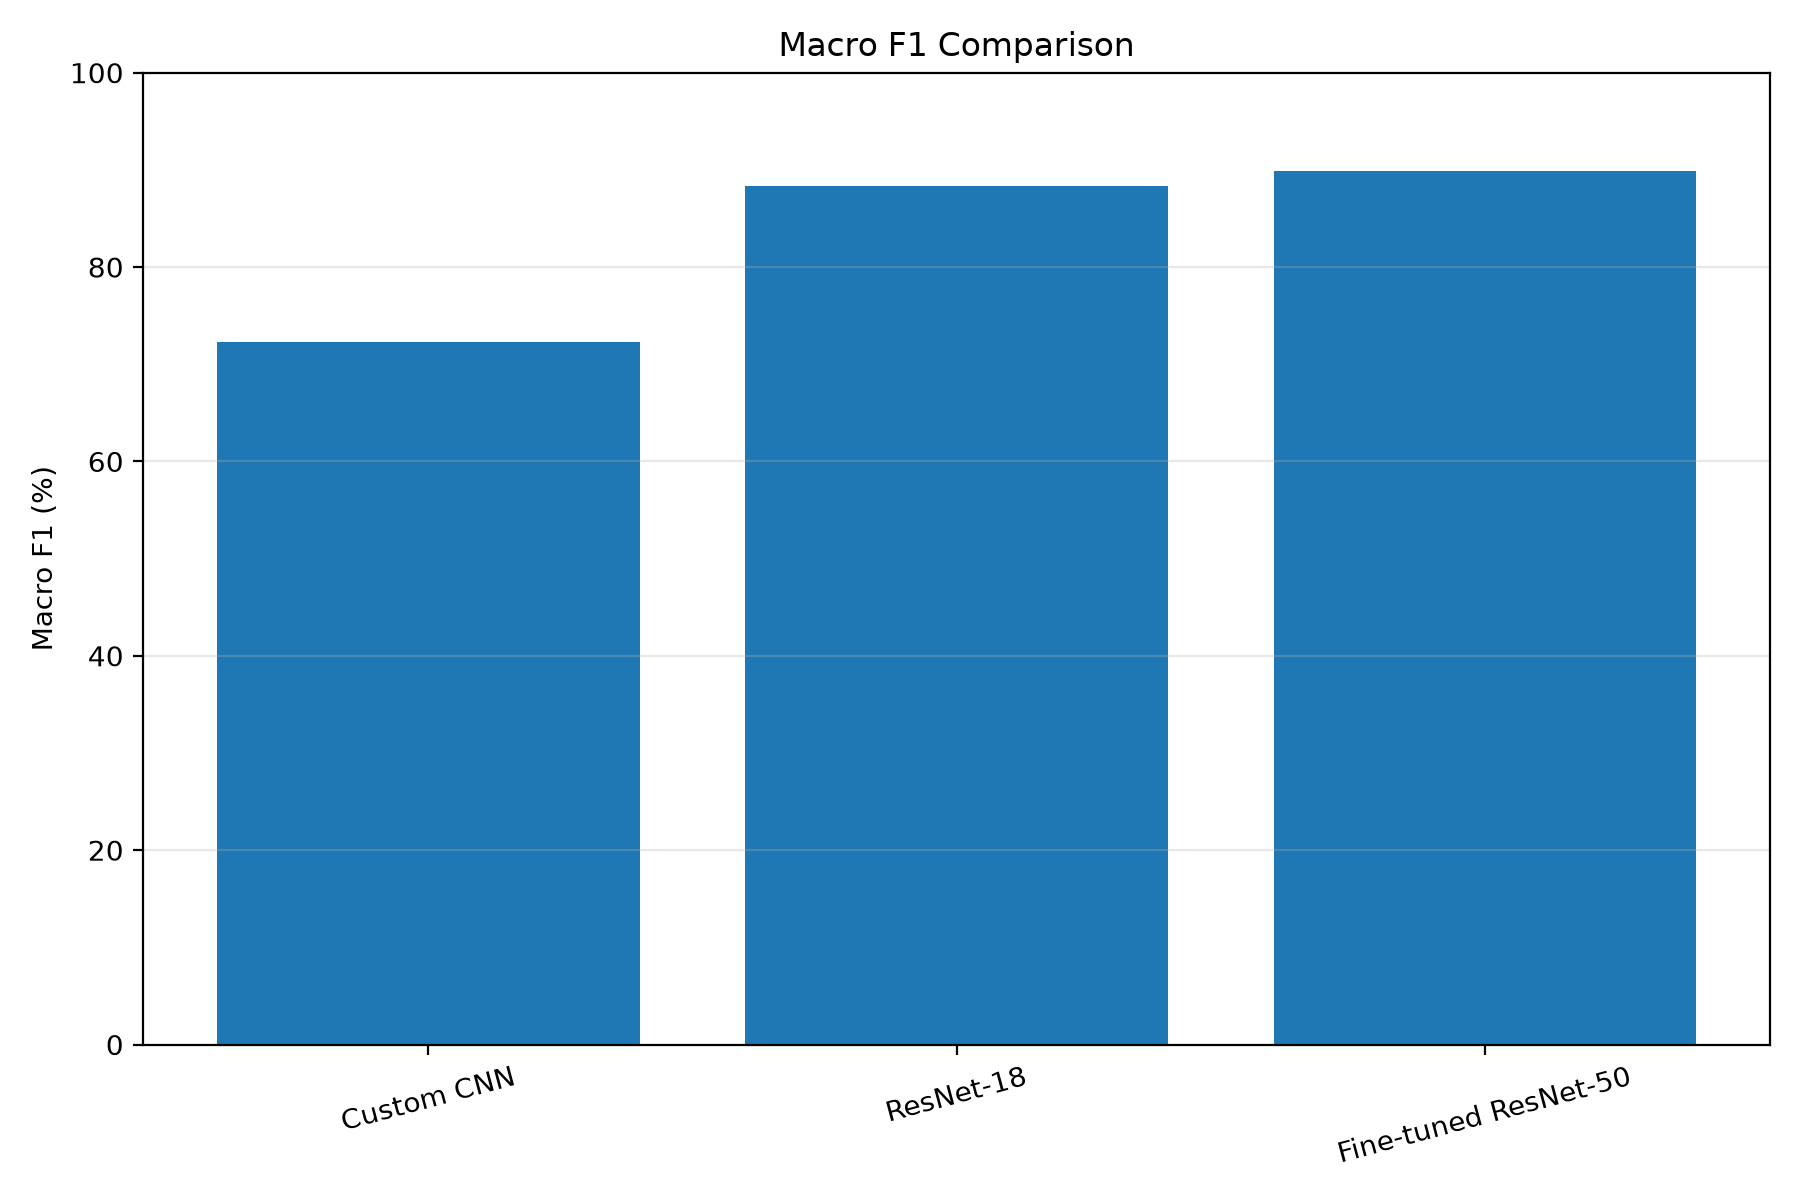 Macro F1 Comparison
Macro F1 (%)
100
80
60
40
20
0
Custom CNN
ResNet-18
Fine-tuned ResNet-50